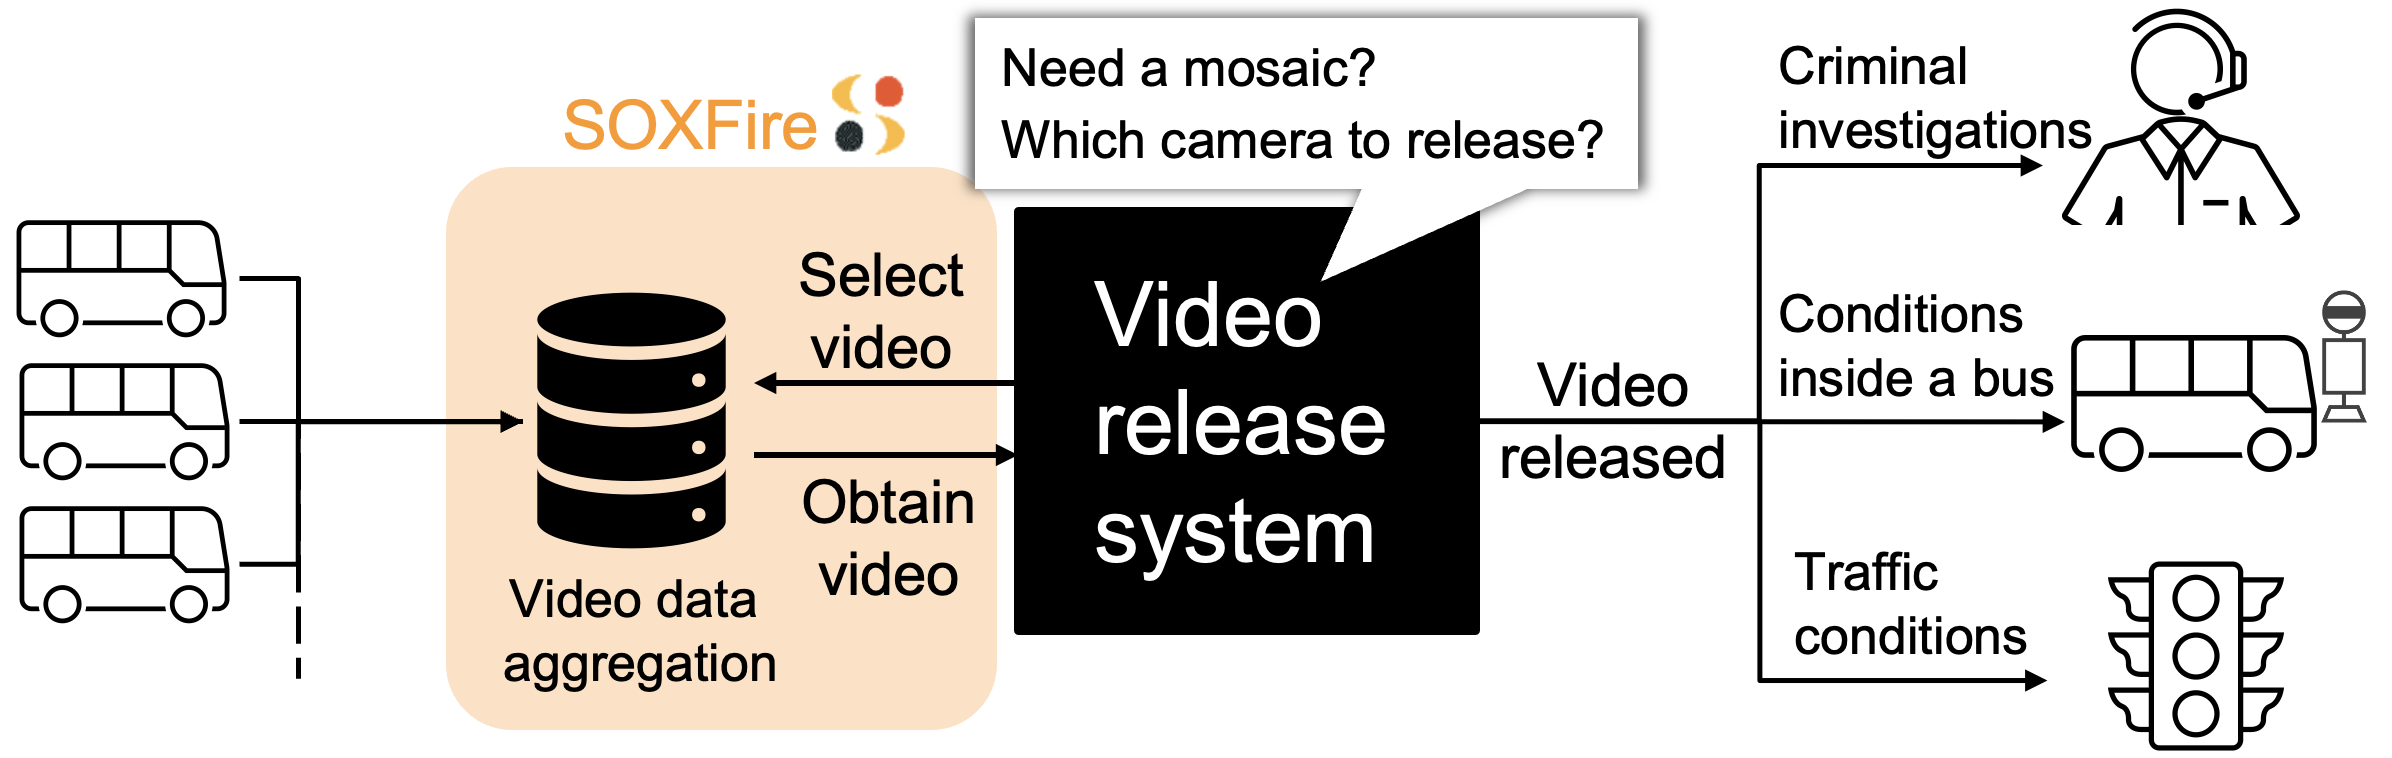 SOXFire
Need a mosaic?
Which camera to release?
Select
video
Obtain
video
Video data
aggregation
Video
release
system
Video
released
Criminal
investigations
Conditions
inside a bus
Traffic
conditions